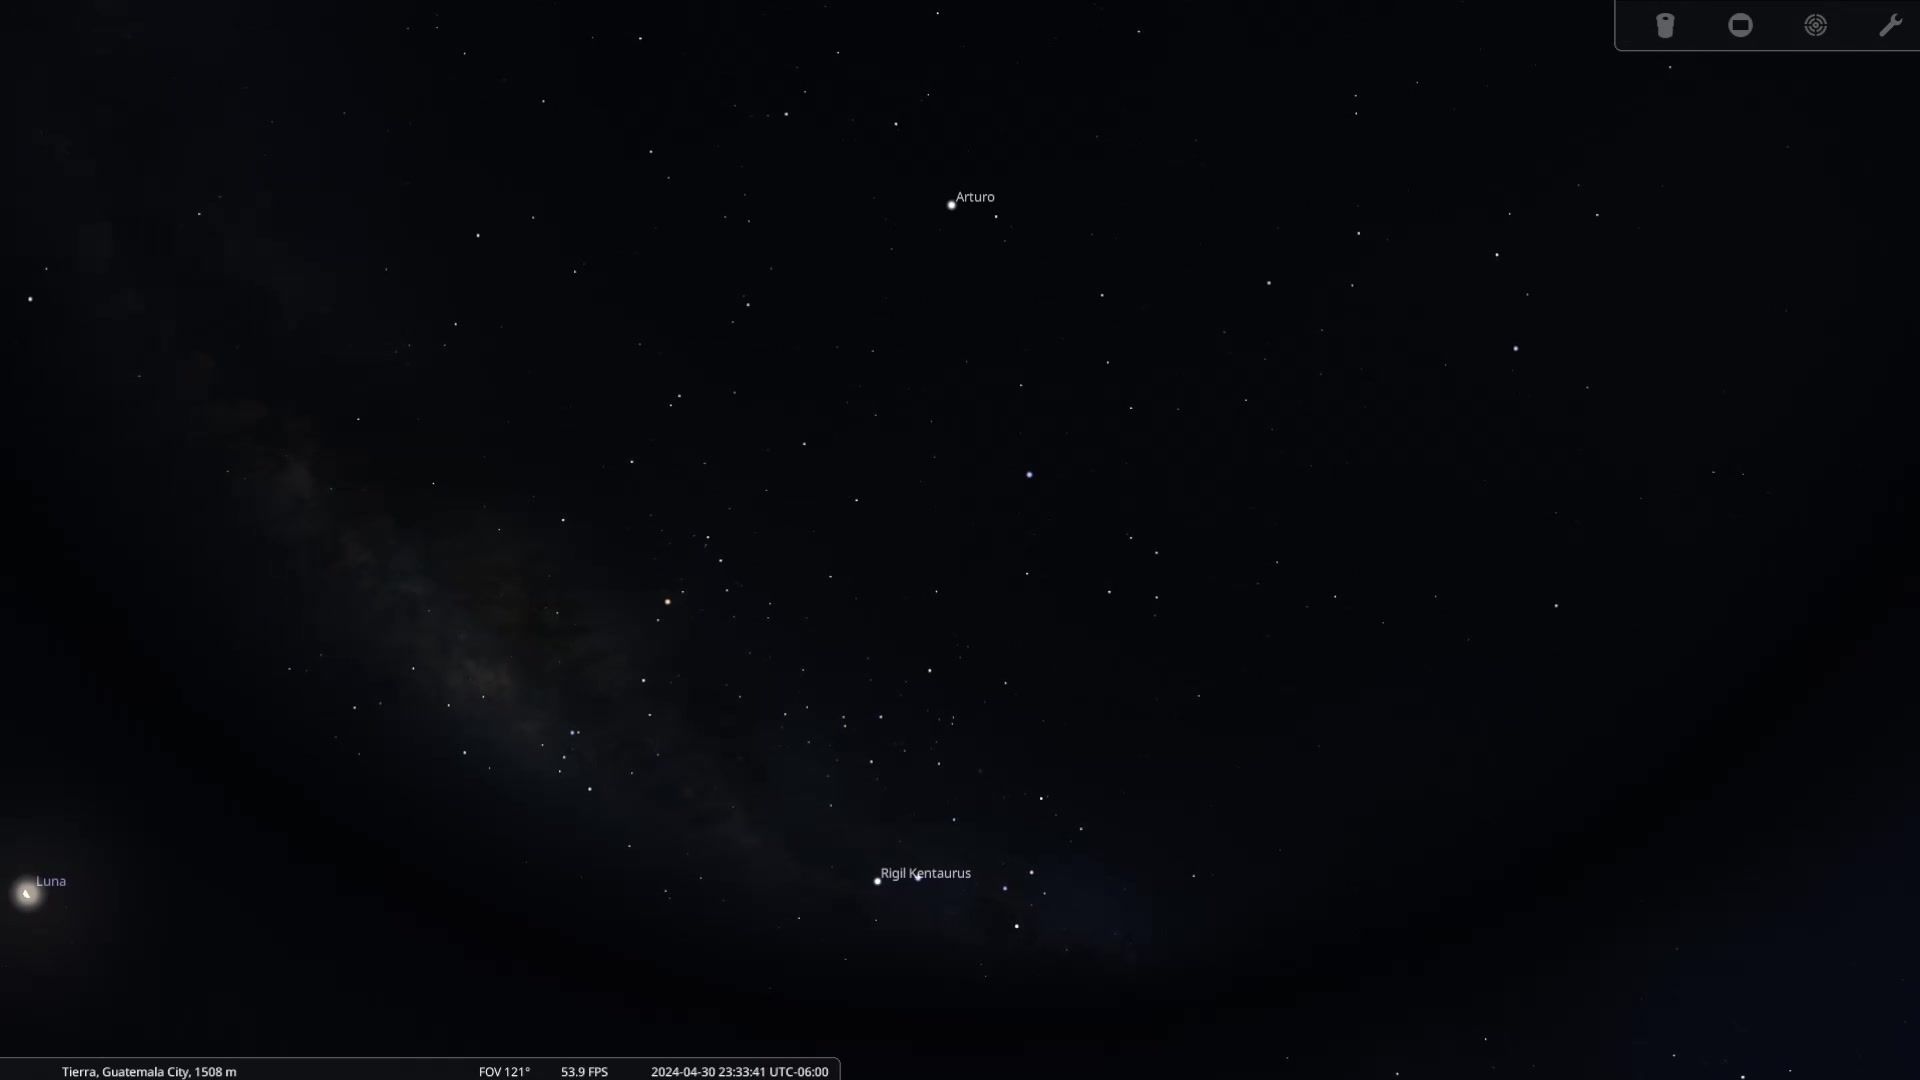 Arturo
Rigil Kentaurus
Luna
Tierra, Guatemala City, 1508 m FOV 121° 53.9 FPS 2024-04-30 23:33:41 UTC-06:00